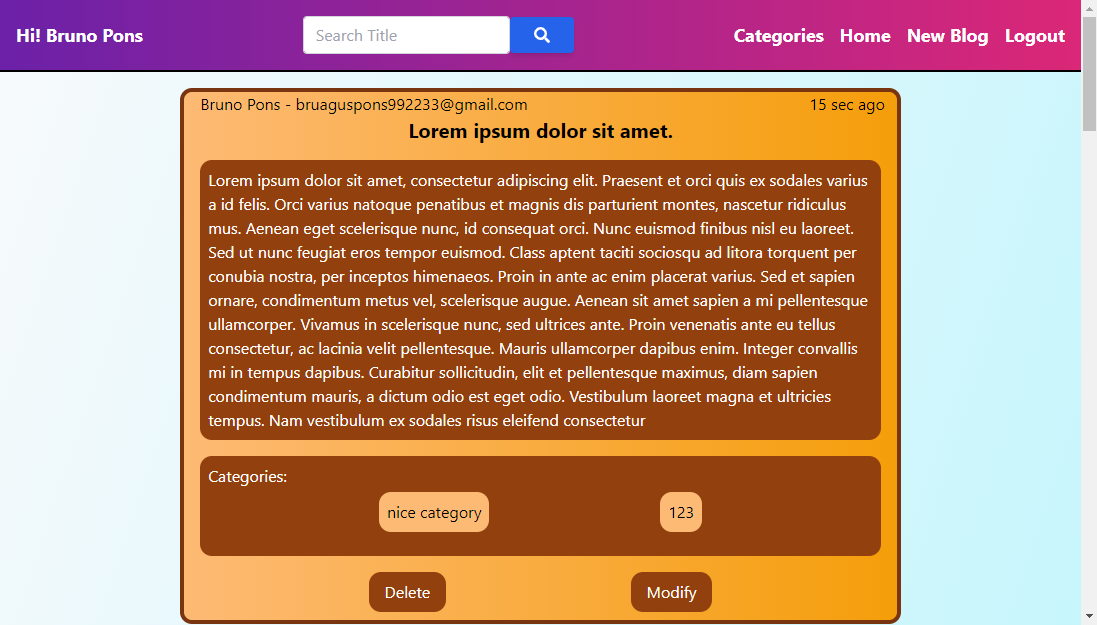 Hi! Bruno Pons
Search Title
Categories Home New Blog Logout
Bruno Pons - bruaguspons992233@gmail.com
15 sec ago
Lorem ipsum dolor sit amet.
Lorem ipsum dolor sit amet, consectetur adipiscing elit. Praesent et orci quis ex sodales varius
a id felis. Orci varius natoque penatibus et magnis dis parturient montes, nascetur ridiculus
mus. Aenean eget scelerisque nunc, id consequat orci. Nunc euismod finibus nisl eu laoreet.
Sed ut nunc feugiat eros tempor euismod. Class aptent taciti sociosqu ad litora torquent per
conubia nostra, per inceptos himenaeos. Proin in ante ac enim placerat varius. Sed et sapien
ornare, condimentum metus vel, scelerisque augue. Aenean sit amet sapien a mi pellentesque
ullamcorper. Vivamus in scelerisque nunc, sed ultrices ante. Proin venenatis ante eu tellus
consectetur, ac lacinia velit pellentesque. Mauris ullamcorper dapibus enim. Integer convallis
mi in tempus dapibus. Curabitur sollicitudin, elit et pellentesque maximus, diam sapien
condimentum mauris, a dictum odio est eget odio. Vestibulum laoreet magna et ultricies
tempus. Nam vestibulum ex sodales risus eleifend consectetur
Categories:
nice category
123
Delete
Modify